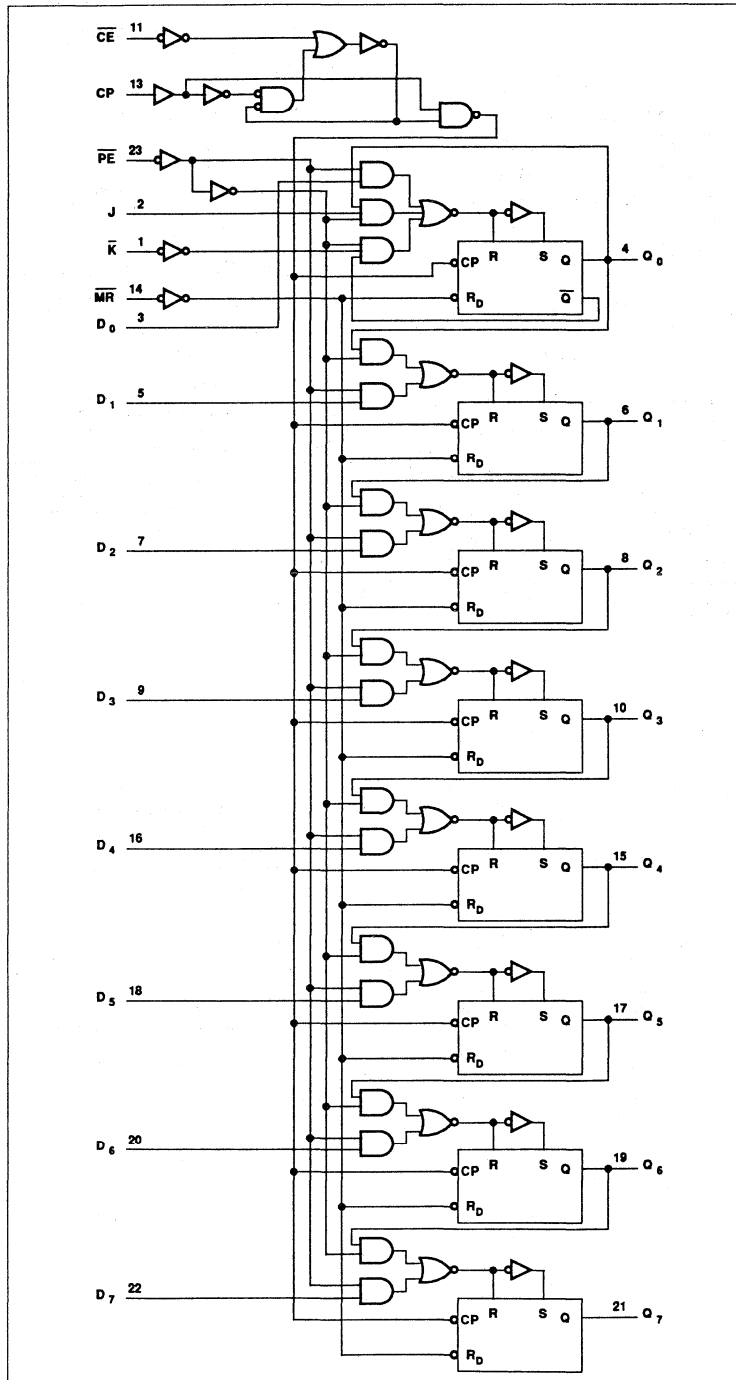 CE 11
CP 13
PE 23
J 2
K 1
MR 14
D0 3
CP R S Q
RD Q
4 Q0
D1 5
CP R S Q
RD
6 Q1
D2 7
CP R S Q
RD
8 Q2
D3 9
CP R S Q
RD
10 Q3
D4 16
CP R S Q
RD
15 Q4
D5 18
CP R S Q
RD
17 Q5
D6 20
CP R S Q
RD
19 Q6
D7 22
CP R S Q
RD
21 Q7